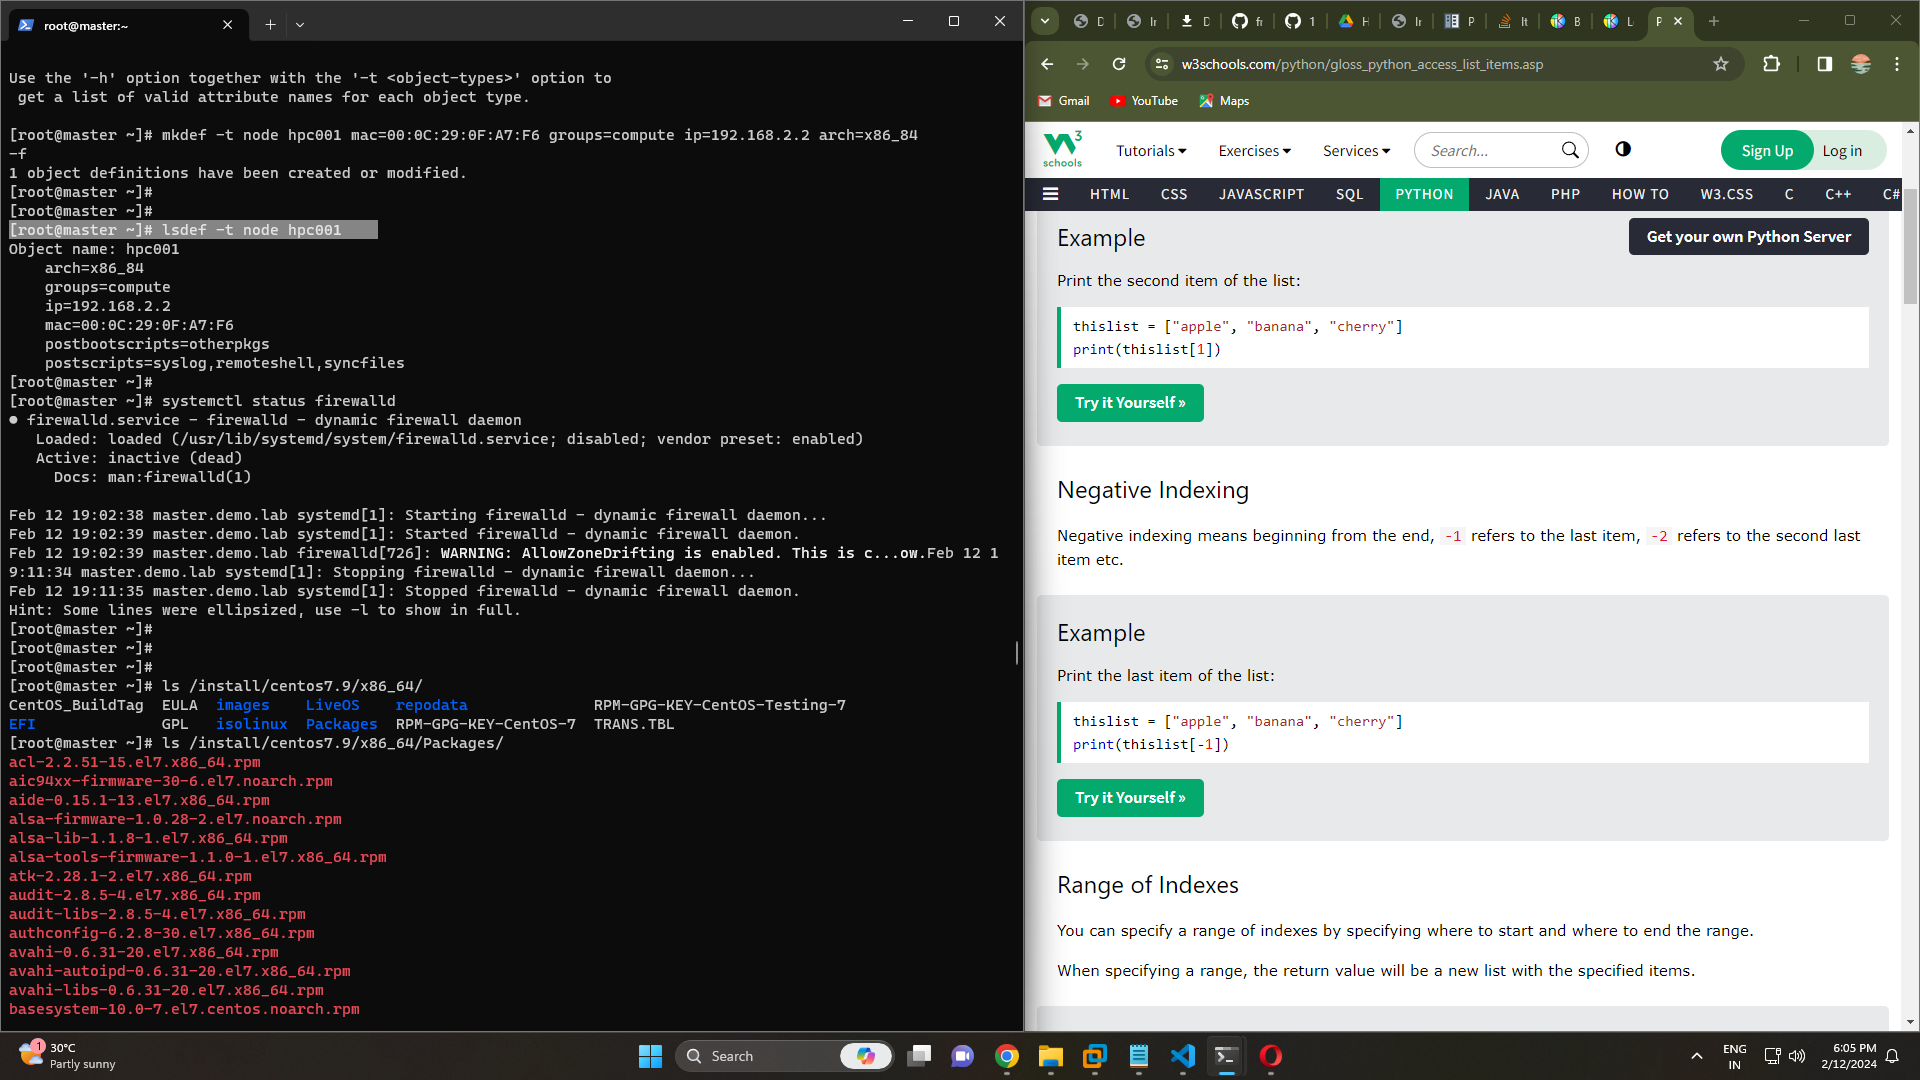 root@master:~
Use the '-h' option together with the '-t <object-types>' option to
get a list of valid attribute names for each object type.
[root@master ~]# mkdef -t node hpc001 mac=00:0C:29:0F:A7:F6 groups=compute ip=192.168.2.2 arch=x86_84
-f
1 object definitions have been created or modified.
[root@master ~]#
[root@master ~]#
[root@master ~]# lsdef -t node hpc001
Object name: hpc001
arch=x86_84
groups=compute
ip=192.168.2.2
mac=00:0C:29:0F:A7:F6
postbootscripts=otherpkgs
postscripts=syslog,remoteshell,syncfiles
[root@master ~]#
[root@master ~]# systemctl status firewalld
● firewalld.service - firewalld - dynamic firewall daemon
Loaded: loaded (/usr/lib/systemd/system/firewalld.service; disabled; vendor preset: enabled)
Active: inactive (dead)
Docs: man:firewalld(1)
Feb 12 19:02:38 master.demo.lab systemd[1]: Starting firewalld - dynamic firewall daemon...
Feb 12 19:02:39 master.demo.lab systemd[1]: Started firewalld - dynamic firewall daemon.
Feb 12 19:02:39 master.demo.lab firewalld[726]: WARNING: AllowZoneDrifting is enabled. This is c...ow.Feb 12 1
9:11:34 master.demo.lab systemd[1]: Stopping firewalld - dynamic firewall daemon...
Feb 12 19:11:35 master.demo.lab systemd[1]: Stopped firewalld - dynamic firewall daemon.
Hint: Some lines were ellipsized, use -l to show in full.
[root@master ~]#
[root@master ~]#
[root@master ~]#
[root@master ~]# ls /install/centos7.9/x86_64/
CentOS_BuildTag EULA images LiveOS repodata RPM-GPG-KEY-CentOS-Testing-7
EFI GPL isolinux Packages RPM-GPG-KEY-CentOS-7 TRANS.TBL
[root@master ~]# ls /install/centos7.9/x86_64/Packages/
acl-2.2.51-15.el7.x86_64.rpm
aic94xx-firmware-30-6.el7.noarch.rpm
aide-0.15.1-13.el7.x86_64.rpm
alsa-firmware-1.0.28-2.el7.noarch.rpm
alsa-lib-1.1.8-1.el7.x86_64.rpm
alsa-tools-firmware-1.1.0-1.el7.x86_64.rpm
atk-2.28.1-2.el7.x86_64.rpm
audit-2.8.5-4.el7.x86_64.rpm
audit-libs-2.8.5-4.el7.x86_64.rpm
authconfig-6.2.8-30.el7.x86_64.rpm
avahi-0.6.31-20.el7.x86_64.rpm
avahi-autoipd-0.6.31-20.el7.x86_64.rpm
avahi-libs-0.6.31-20.el7.x86_64.rpm
basesystem-10.0-7.el7.centos.noarch.rpm
w3schools.com/python/gloss_python_access_list_items.asp
Gmail YouTube Maps
W3 schools Tutorials Exercises Services Search... Sign Up Log in
HTML CSS JAVASCRIPT SQL PYTHON JAVA PHP HOW TO W3.CSS C C++ C#
Example Get your own Python Server
Print the second item of the list:
thislist = ["apple", "banana", "cherry"]
print(thislist[1])
Try it Yourself »
Negative Indexing
Negative indexing means beginning from the end, -1 refers to the last item, -2 refers to the second last
item etc.
Example
Print the last item of the list:
thislist = ["apple", "banana", "cherry"]
print(thislist[-1])
Try it Yourself »
Range of Indexes
You can specify a range of indexes by specifying where to start and where to end the range.
When specifying a range, the return value will be a new list with the specified items.
1 30°C
Partly sunny
Search
ENG
IN
6:05 PM
2/12/2024